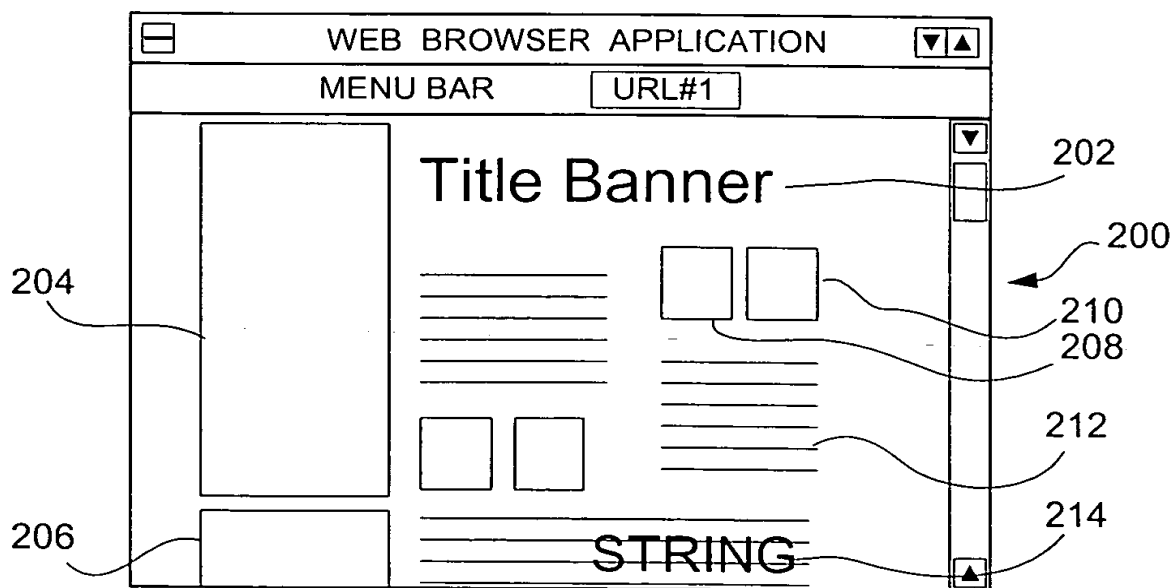 WEB BROWSER APPLICATION
MENU BAR URL#1
Title Banner
202
200
204
210
208
212
206
STRING
214